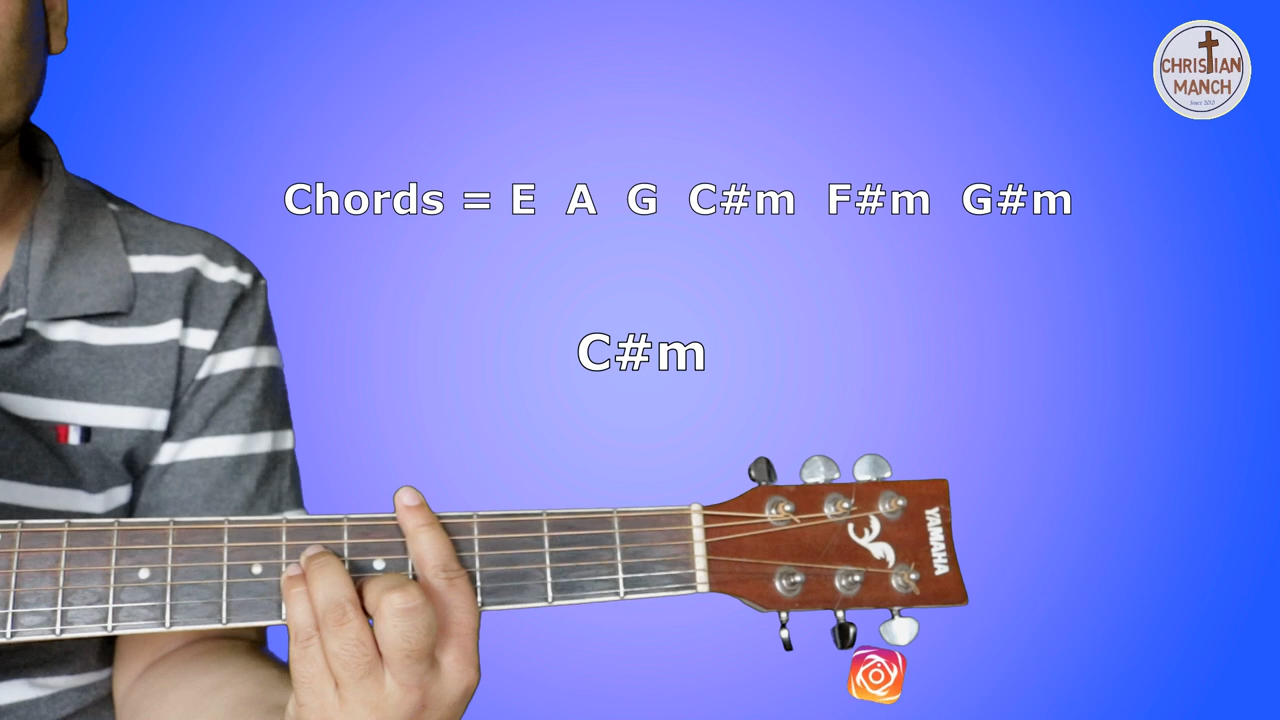 CHRISTIAN
MANCH
Since 2010
Chords = E A G C#m F#m G#m
C#m
YAMAHA